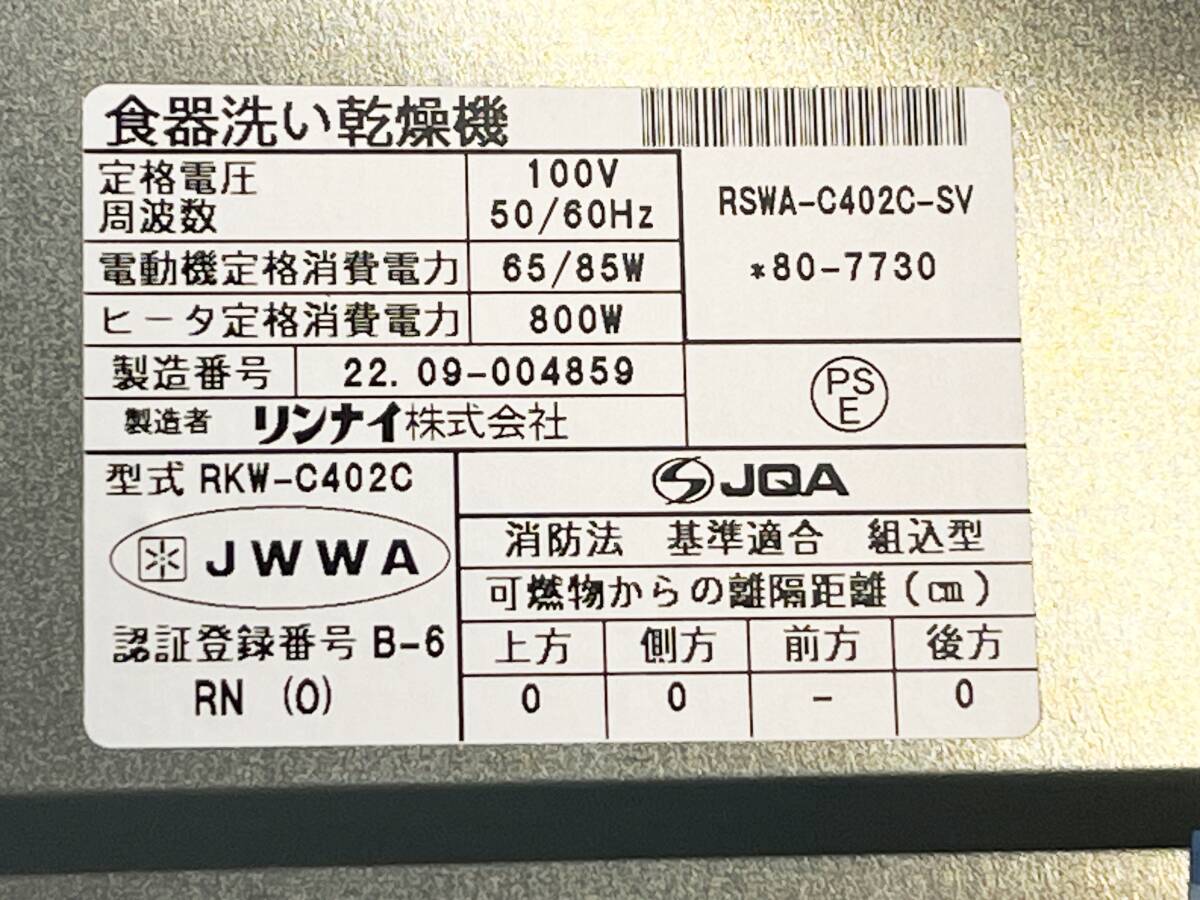 食器洗い乾燥機
定格電圧 100V
周波数 50/60Hz
RSWA-C402C-SV
*80-7730
電動機定格消費電力 65/85W
ヒータ定格消費電力 800W
製造番号 22.09-004859
製造者 リンナイ株式会社
PS
E
型式 RKW-C402C
JWWA
認証登録番号 B-6
RN (O)
JQA
消防法 基準適合 組込型
可燃物からの離隔距離(cm)
上方 側方 前方 後方
0 0 - 0